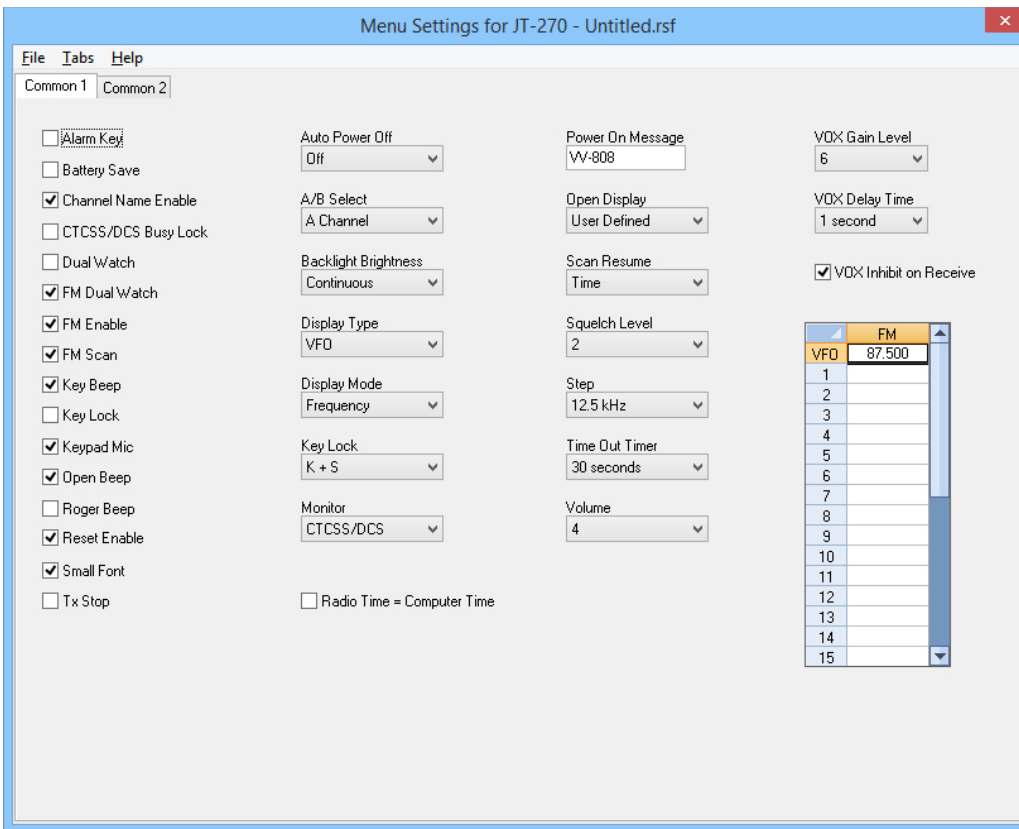 Menu Settings for JT-270 - Untitled.rsf
File Tabs Help
Common 1 Common 2
Alarm Key
Battery Save
Channel Name Enable
CTCSS/DCS Busy Lock
Dual Watch
FM Dual Watch
FM Enable
FM Scan
Key Beep
Key Lock
Keypad Mic
Open Beep
Roger Beep
Reset Enable
Small Font
Tx Stop
Auto Power Off
Off
A/B Select
A Channel
Backlight Brightness
Continuous
Display Type
VFO
Display Mode
Frequency
Key Lock
K + S
Monitor
CTCSS/DCS
Radio Time = Computer Time
Power On Message
VV-808
Open Display
User Defined
Scan Resume
Time
Squelch Level
2
Step
12.5 kHz
Time Out Timer
30 seconds
Volume
4
VOX Gain Level
6
VOX Delay Time
1 second
VOX Inhibit on Receive
FM
VFO 87.500
1
2
3
4
5
6
7
8
9
10
11
12
13
14
15